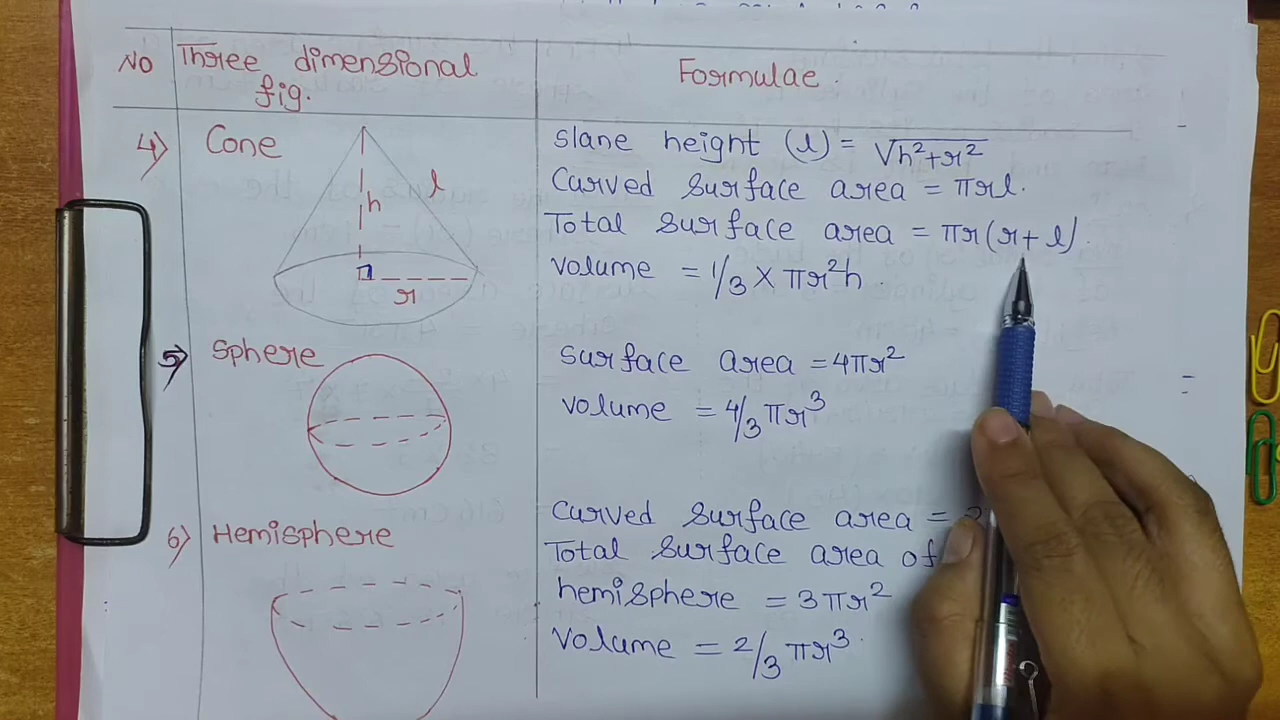 No Three dimensional Formulae.
fig.
4) Cone
h
l
r
Slane height (l) = √h²+r²
Curved surface area = πrl.
Total surface area = πr(r+l).
volume = 1/3 × πr²h.
5) Sphere
surface area = 4πr²
volume = 4/3 πr³
6) Hemisphere
Curved surface area = 2
Total surface area of
hemisphere = 3πr²
volume = 2/3 πr³.